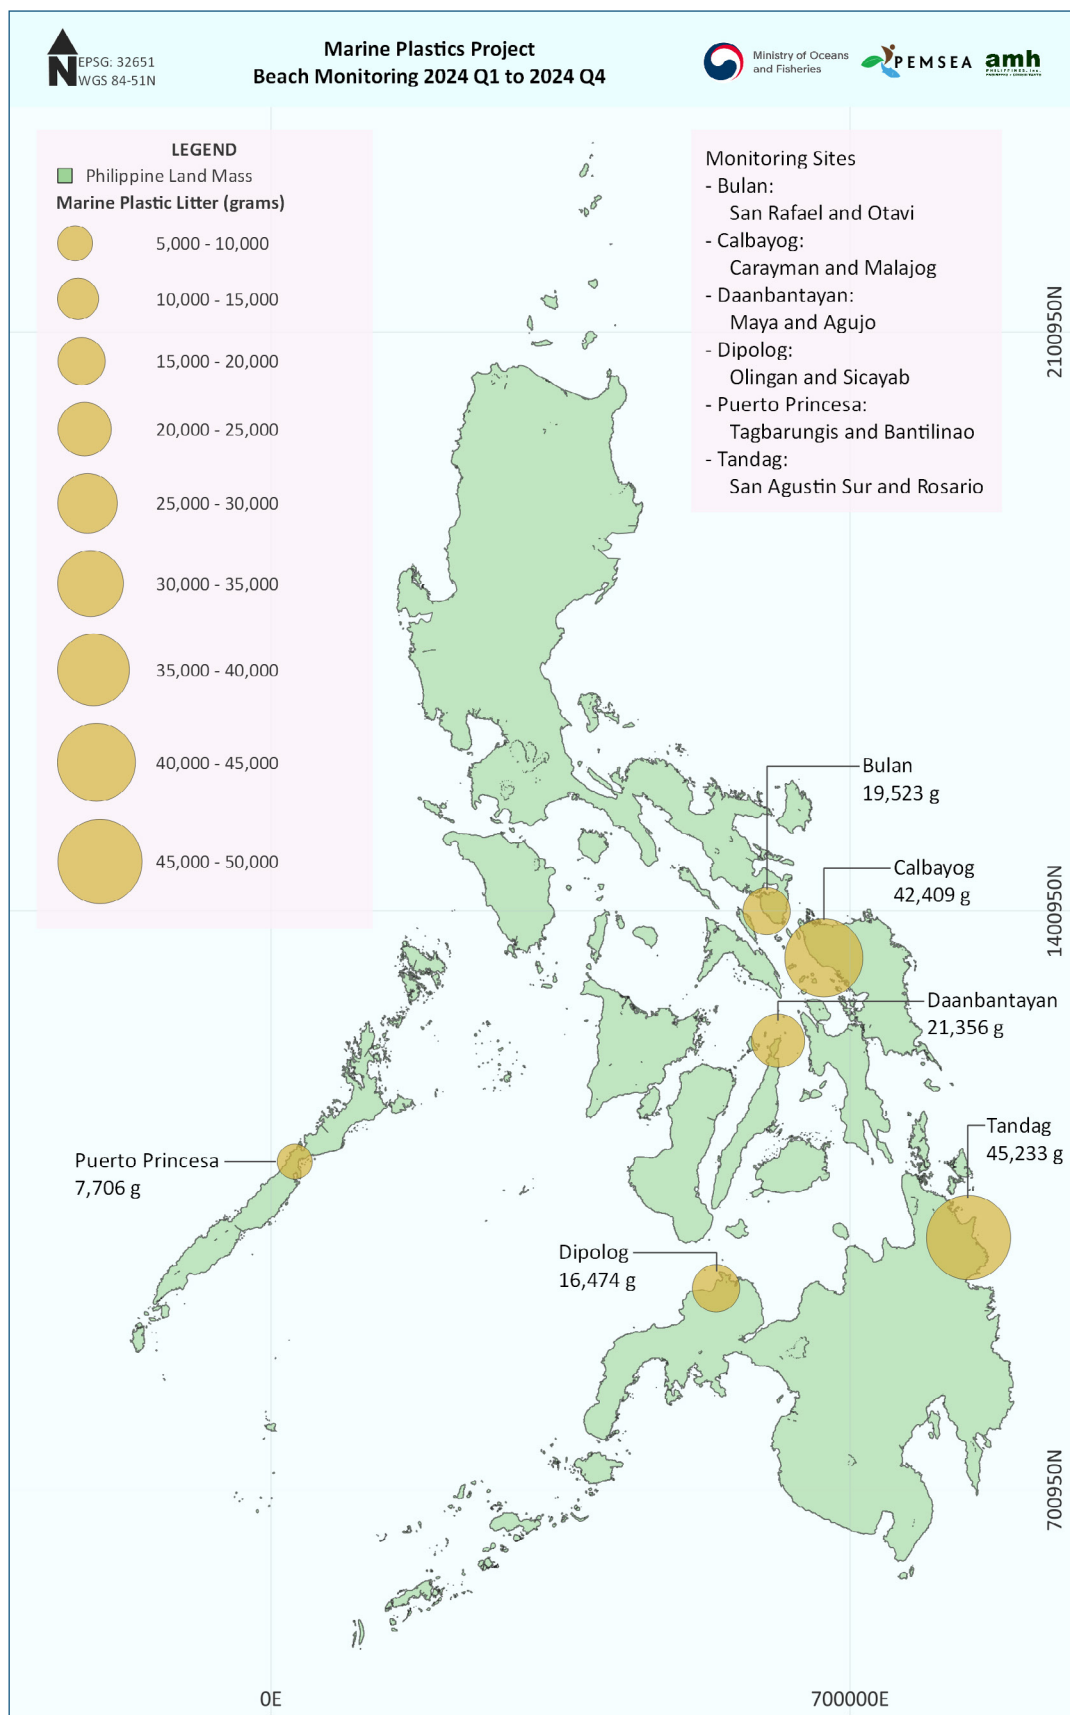 N
EPSG: 32651
WGS 84-51N
Marine Plastics Project
Beach Monitoring 2024 Q1 to 2024 Q4
Ministry of Oceans
and Fisheries
PEMSEA
amh
PHILIPPINES, Inc.
LEGEND
Philippine Land Mass
Marine Plastic Litter (grams)
5,000 - 10,000
10,000 - 15,000
15,000 - 20,000
20,000 - 25,000
25,000 - 30,000
30,000 - 35,000
35,000 - 40,000
40,000 - 45,000
45,000 - 50,000
Monitoring Sites
- Bulan:
San Rafael and Otavi
- Calbayog:
Carayman and Malajog
- Daanbantayan:
Maya and Agujo
- Dipolog:
Olingan and Sicayab
- Puerto Princesa:
Tagbarungis and Bantilinao
- Tandag:
San Agustin Sur and Rosario
2100950N
Bulan
19,523 g
Calbayog
42,409 g
1400950N
Daanbantayan
21,356 g
Tandag
45,233 g
Puerto Princesa
7,706 g
Dipolog
16,474 g
700950N
0E
700000E